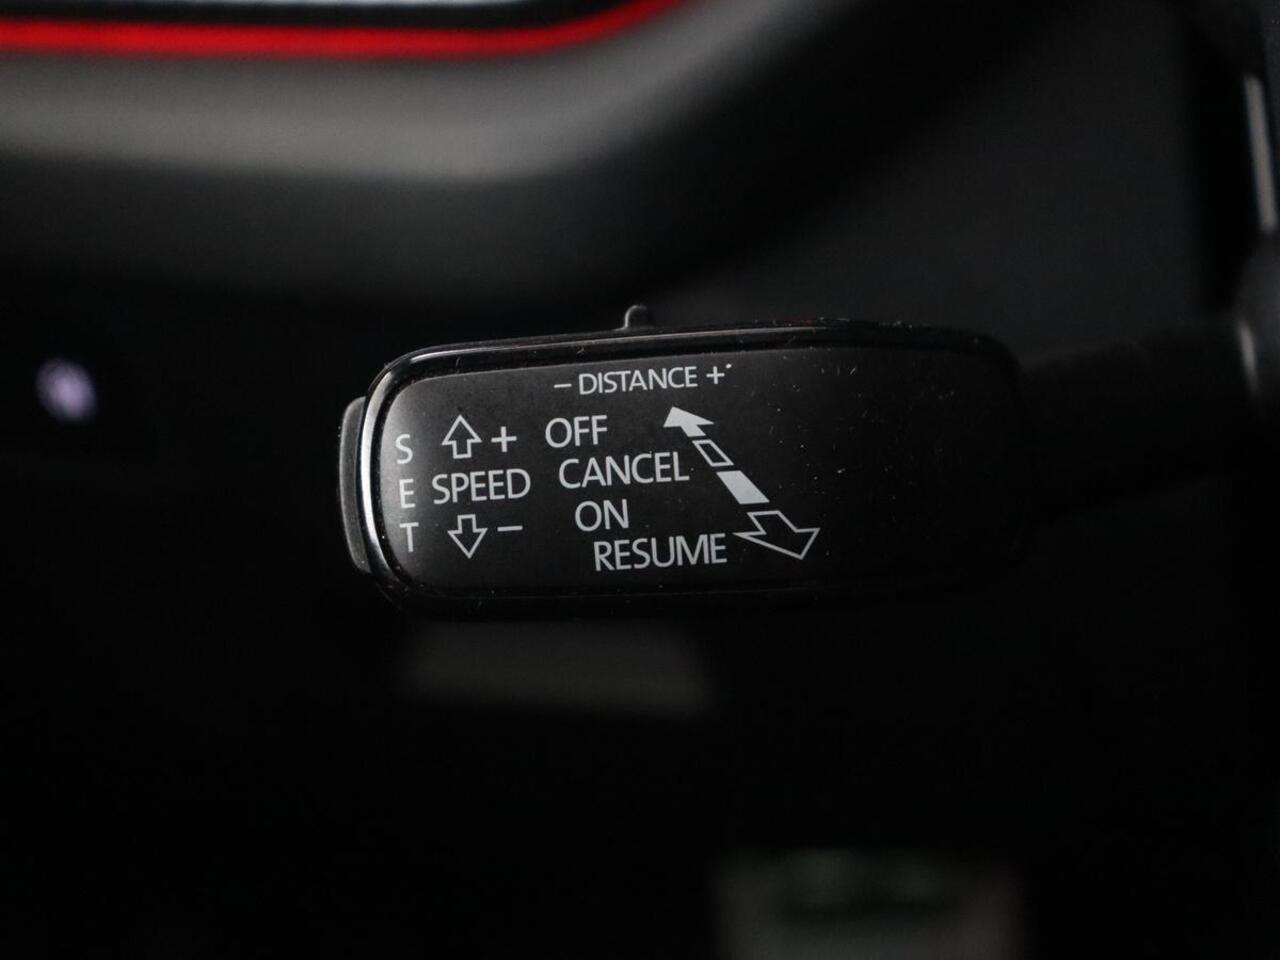 − DISTANCE +
S
E
T
+
SPEED
−
OFF
CANCEL
ON
RESUME